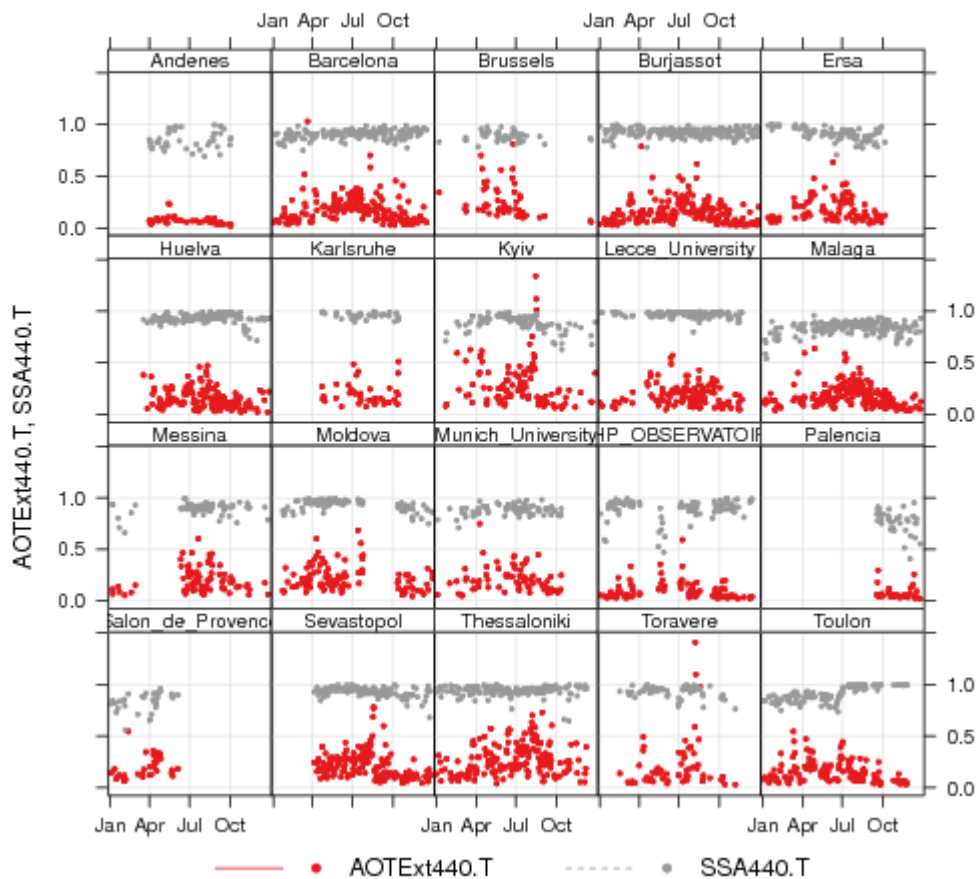 Jan Apr Jul Oct Jan Apr Jul Oct
Andenes Barcelona Brussels Burjassot Ersa
1.0 0.5 0.0
Huelva Karlsruhe Kyiv Lecce_University Malaga
1.0 0.5 0.0
Messina Moldova Munich_University HP_OBSERVATOIR Palencia
1.0 0.5 0.0
Salon_de_Provence Sevastopol Thessaloniki Toravere Toulon
1.0 0.5 0.0
AOTExt440.T, SSA440.T
Jan Apr Jul Oct Jan Apr Jul Oct Jan Apr Jul Oct
AOTExt440.T SSA440.T